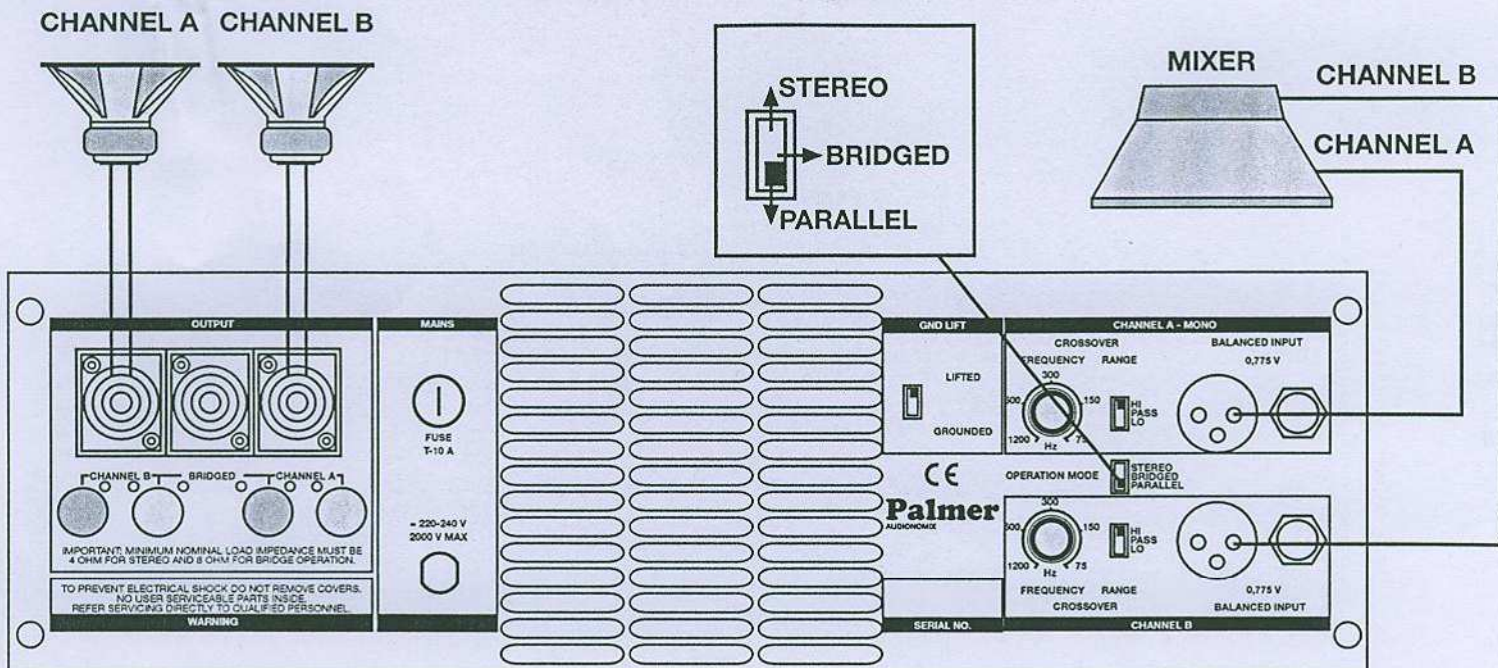 CHANNEL A CHANNEL B
STEREO
BRIDGED
PARALLEL
MIXER
CHANNEL B
CHANNEL A
OUTPUT
MAINS
FUSE
T-10 A
CHANNEL B BRIDGED CHANNEL A
IMPORTANT: MINIMUM NOMINAL LOAD IMPEDANCE MUST BE
4 OHM FOR STEREO AND 8 OHM FOR BRIDGE OPERATION.
TO PREVENT ELECTRICAL SHOCK DO NOT REMOVE COVERS.
NO USER SERVICEABLE PARTS INSIDE.
REFER SERVICING DIRECTLY TO QUALIFIED PERSONNEL.
WARNING
220-240 V
2000 V MAX
GND LIFT
LIFTED
GROUNDED
CE
Palmer
AUDIONOMIX
SERIAL NO.
CHANNEL A - MONO
CROSSOVER BALANCED INPUT
FREQUENCY RANGE 0,775 V
300
150
1200 Hz
HI
PASS
LO
OPERATION MODE
STEREO
BRIDGED
PARALLEL
300
600 150
1200 Hz 75
HI
PASS
LO
FREQUENCY RANGE 0,775 V
CROSSOVER BALANCED INPUT
CHANNEL B